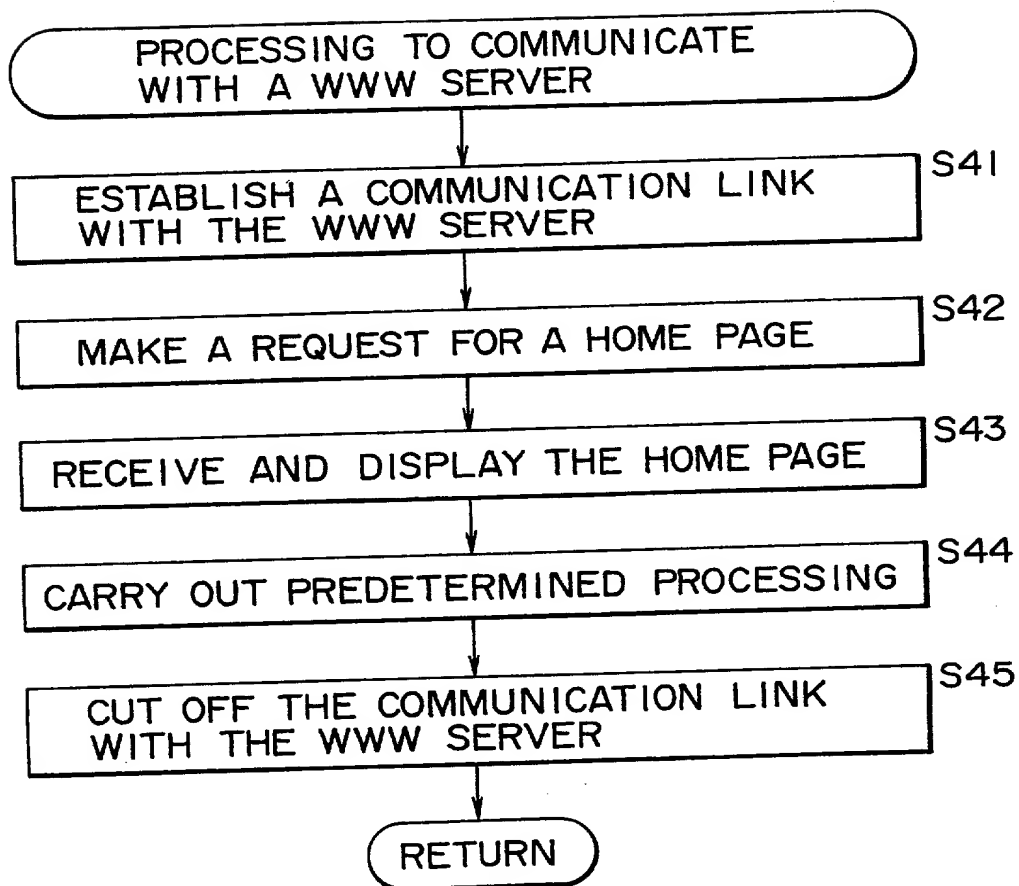 PROCESSING TO COMMUNICATE
WITH A WWW SERVER
S41
ESTABLISH A COMMUNICATION LINK
WITH THE WWW SERVER
S42
MAKE A REQUEST FOR A HOME PAGE
S43
RECEIVE AND DISPLAY THE HOME PAGE
S44
CARRY OUT PREDETERMINED PROCESSING
S45
CUT OFF THE COMMUNICATION LINK
WITH THE WWW SERVER
RETURN